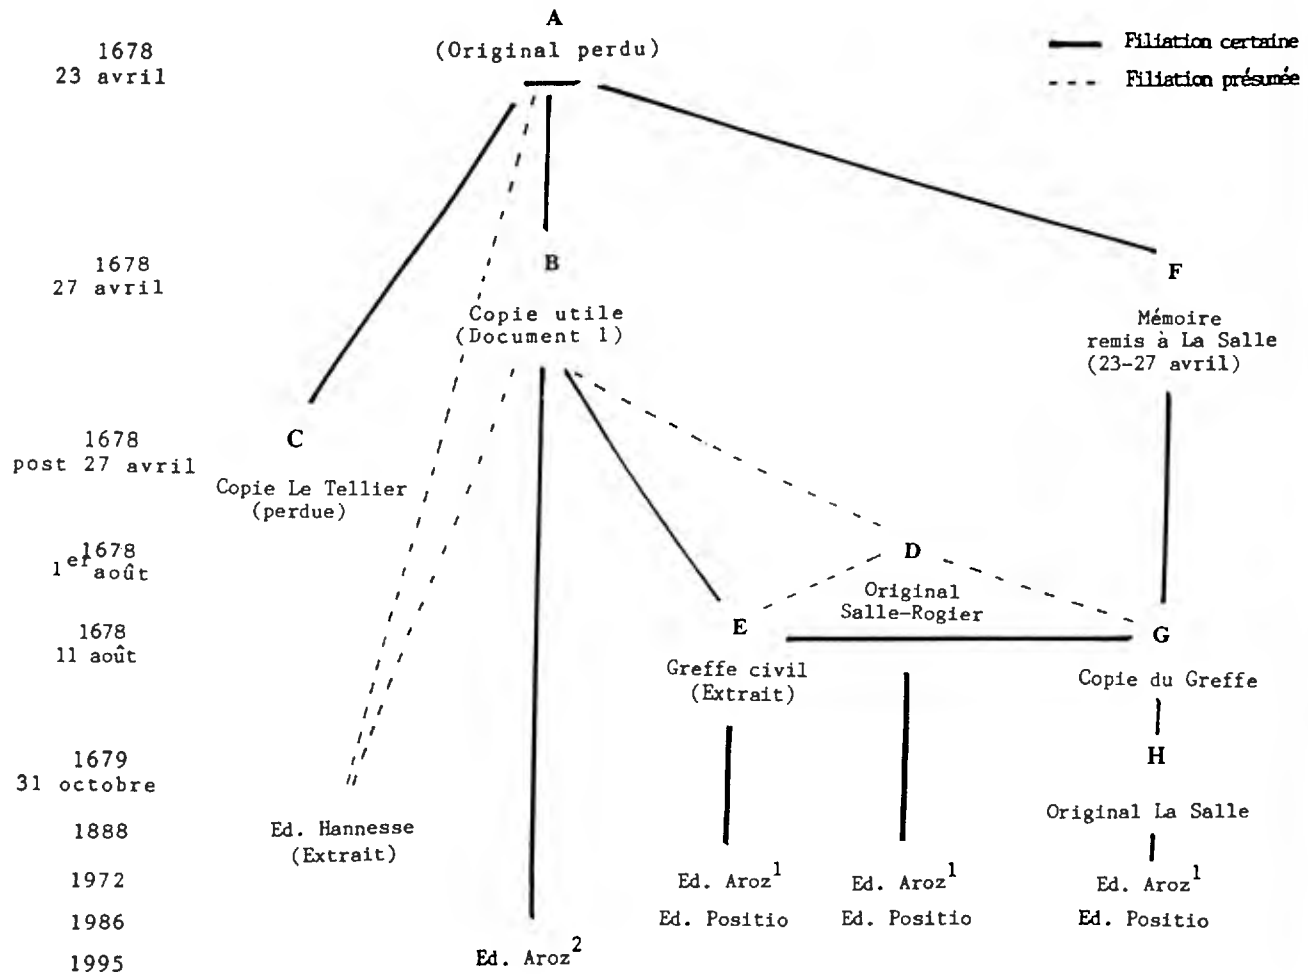 A
(Original perdu)
1678
23 avril
Filiation certaine
Filiation présumée
1678
27 avril
B
Copie utile
(Document 1)
F
Mémoire
remis à La Salle
(23-27 avril)
1678
post 27 avril
C
Copie Le Tellier
(perdue)
1678
1er août
D
Original
Salle-Rogier
1678
11 août
E
Greffe civil
(Extrait)
G
Copie du Greffe
1679
31 octobre
H
Original La Salle
1888
Ed. Hannesse
(Extrait)
1972
Ed. Aroz1
Ed. Aroz1
Ed. Aroz1
1986
Ed. Positio
Ed. Positio
Ed. Positio
1995
Ed. Aroz2